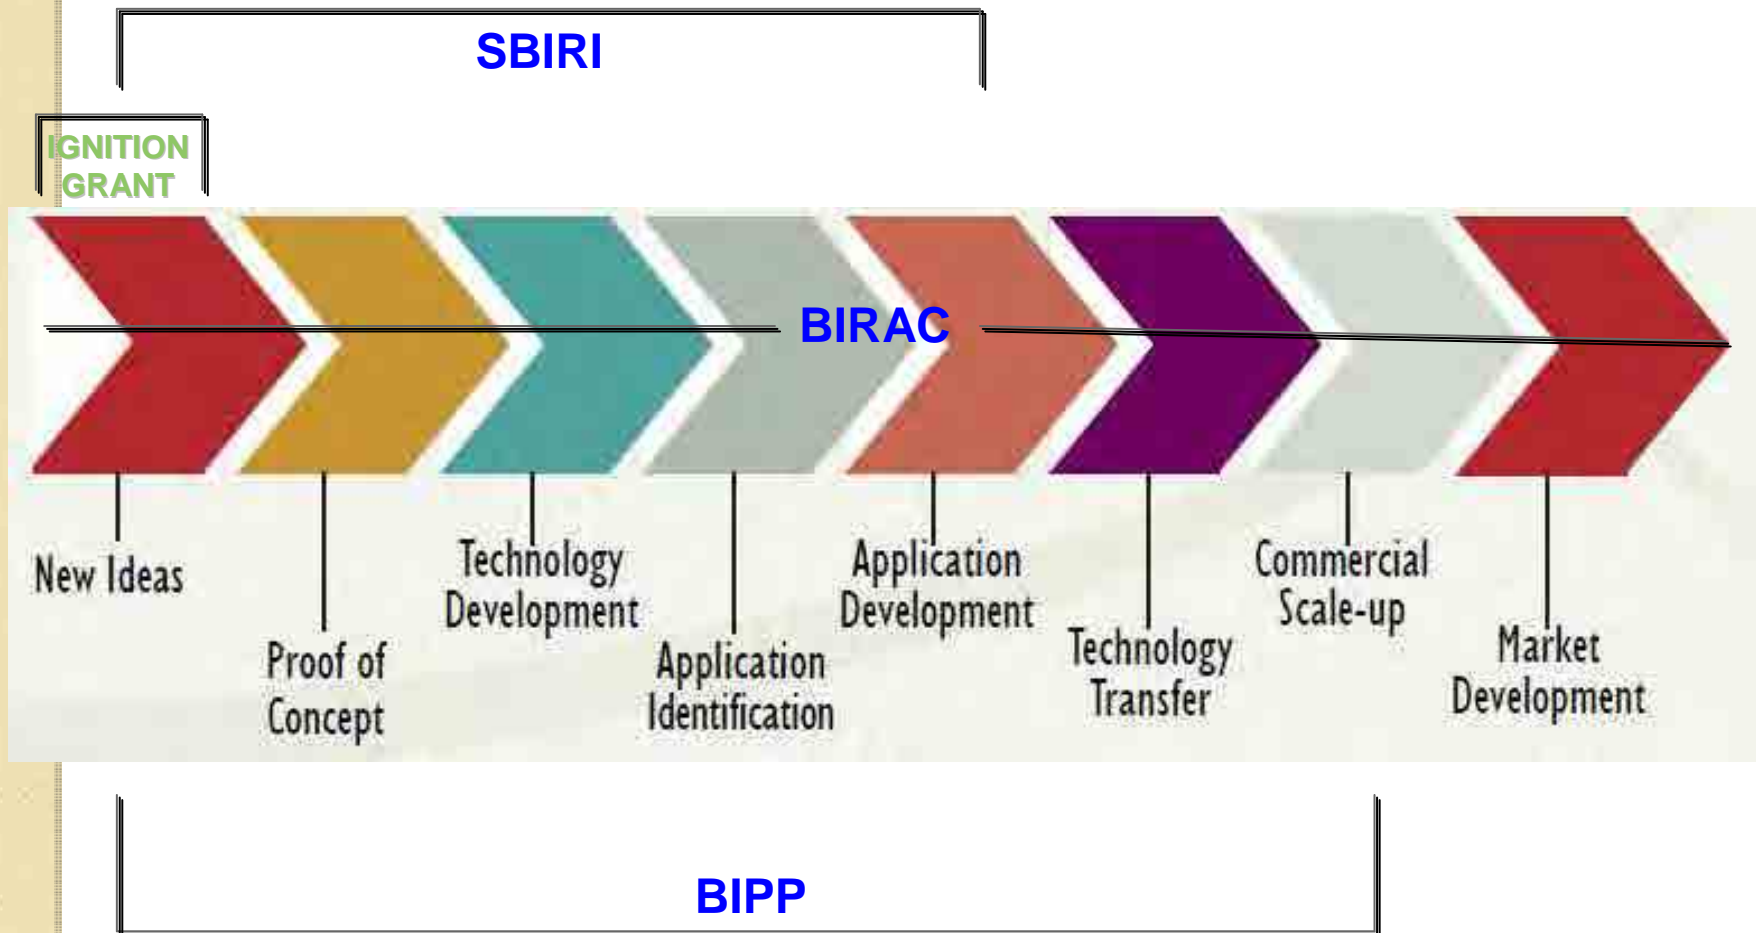 SBIRI
IGNITION
GRANT
BIRAC
New Ideas
Proof of
Concept
Technology
Development
Application
Identification
Application
Development
Technology
Transfer
Commercial
Scale-up
Market
Development
BIPP